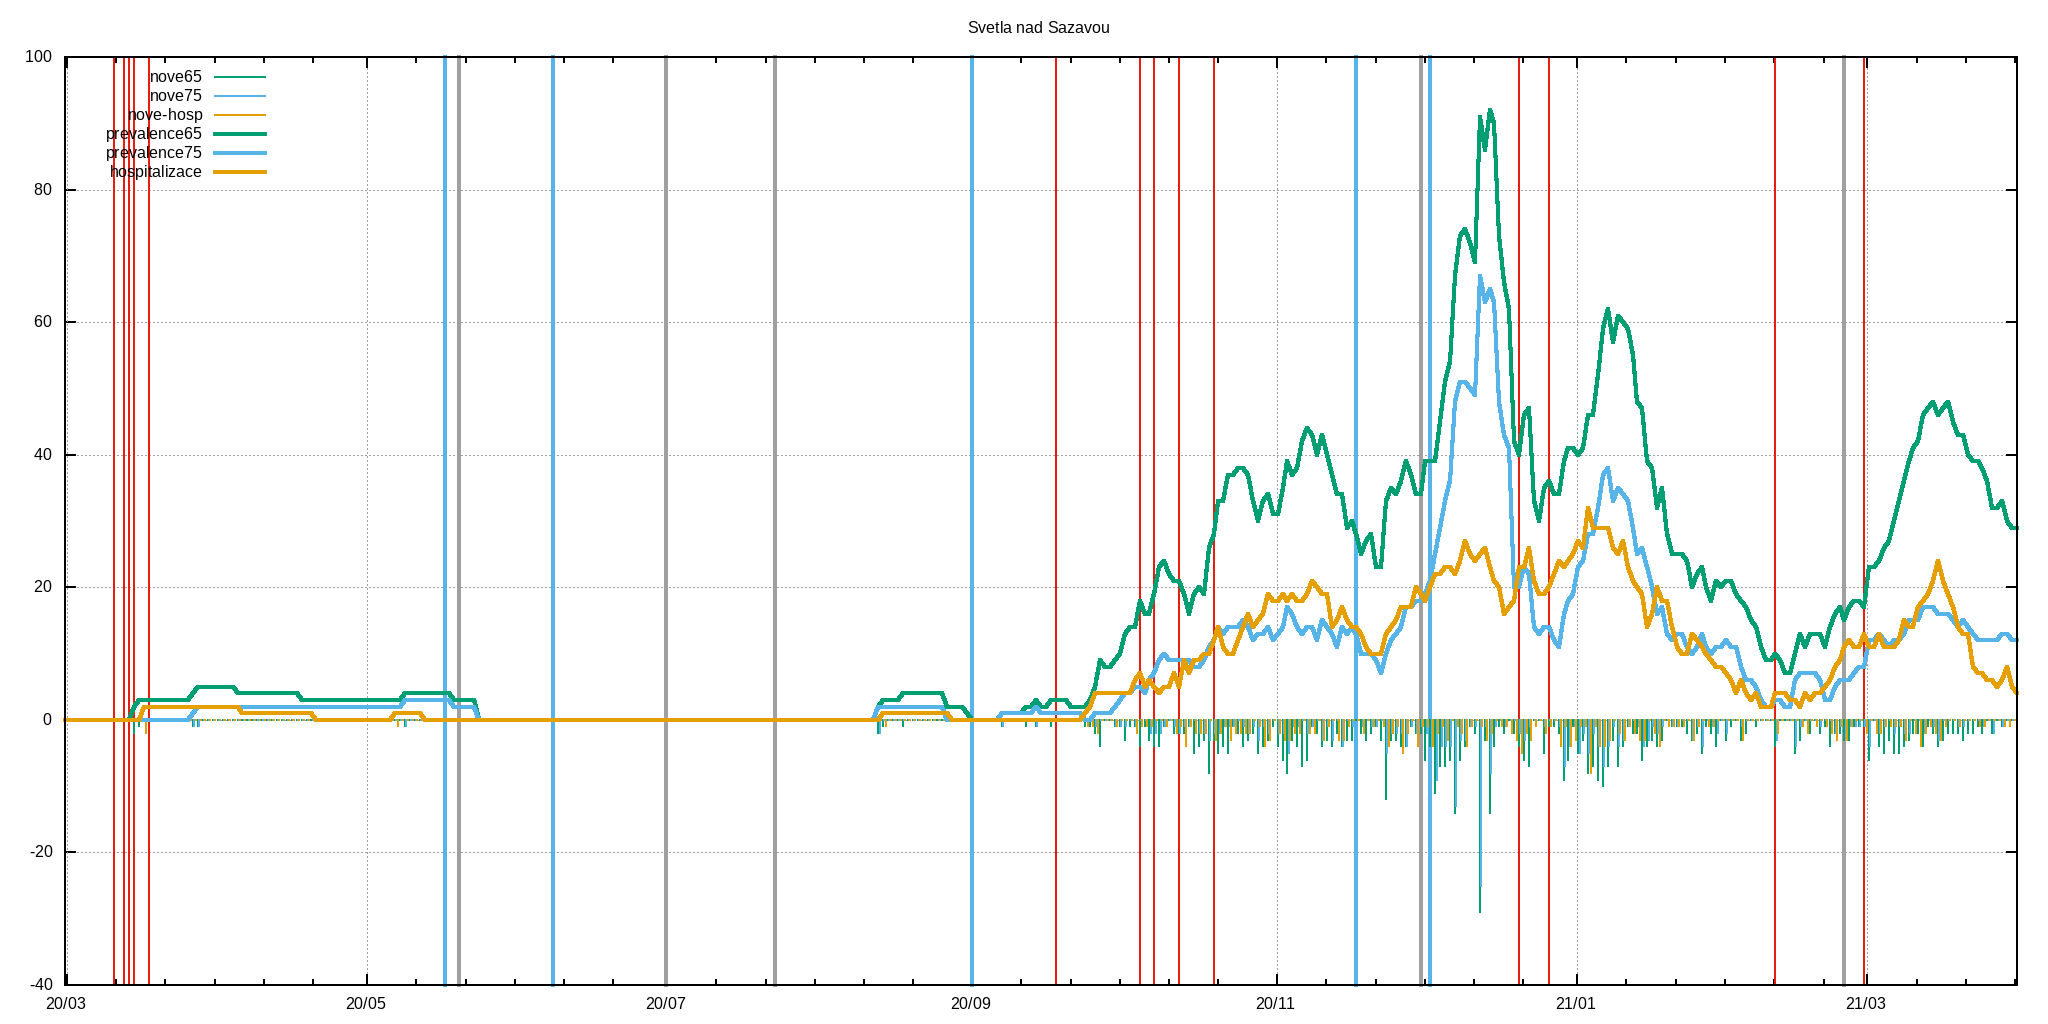 Svetla nad Sazavou
100
80
60
40
20
0
-20
-40
nove65
nove75
nove-hosp
prevalence65
prevalence75
hospitalizace
20/03
20/05
20/07
20/09
20/11
21/01
21/03